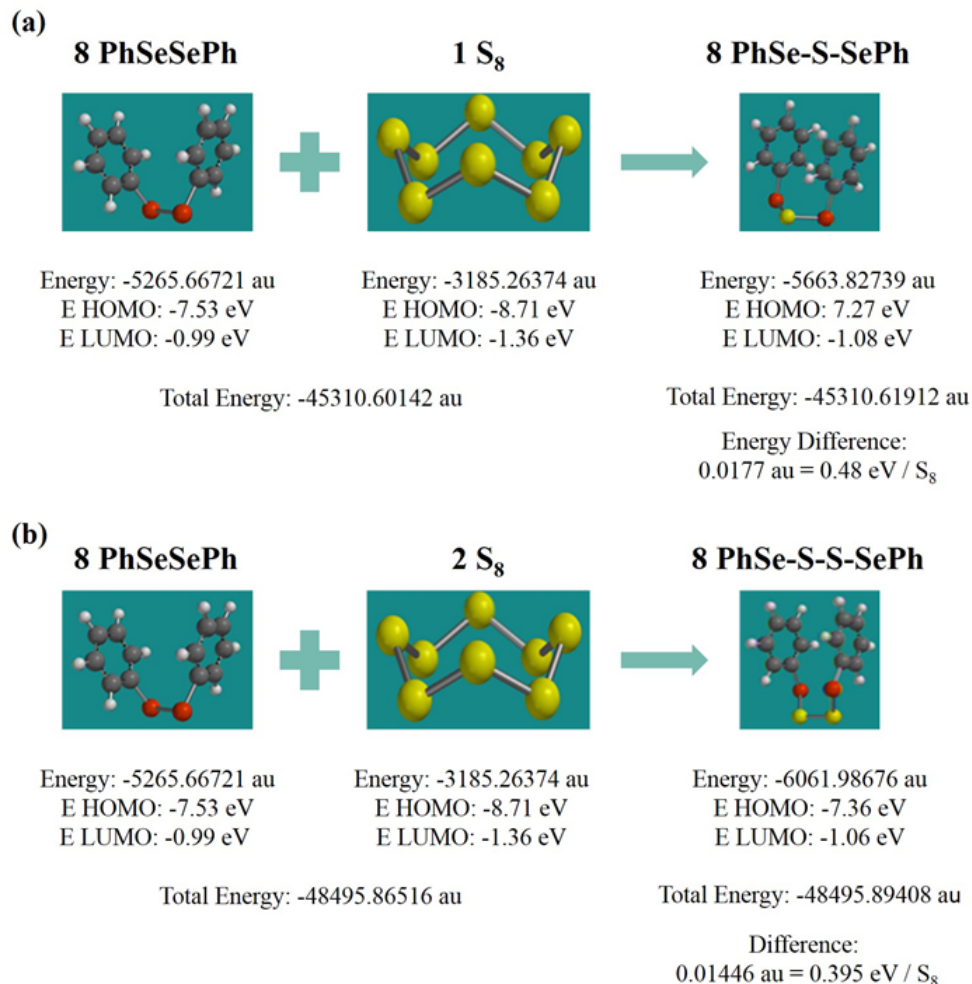 (a)
8 PhSeSePh
1 S₈
8 PhSe-S-SePh
Energy: -5265.66721 au
E HOMO: -7.53 eV
E LUMO: -0.99 eV
Energy: -3185.26374 au
E HOMO: -8.71 eV
E LUMO: -1.36 eV
Energy: -5663.82739 au
E HOMO: 7.27 eV
E LUMO: -1.08 eV
Total Energy: -45310.60142 au
Total Energy: -45310.61912 au
Energy Difference:
0.0177 au = 0.48 eV / S₈
(b)
8 PhSeSePh
2 S₈
8 PhSe-S-S-SePh
Energy: -5265.66721 au
E HOMO: -7.53 eV
E LUMO: -0.99 eV
Energy: -3185.26374 au
E HOMO: -8.71 eV
E LUMO: -1.36 eV
Energy: -6061.98676 au
E HOMO: -7.36 eV
E LUMO: -1.06 eV
Total Energy: -48495.86516 au
Total Energy: -48495.89408 au
Difference:
0.01446 au = 0.395 eV / S₈